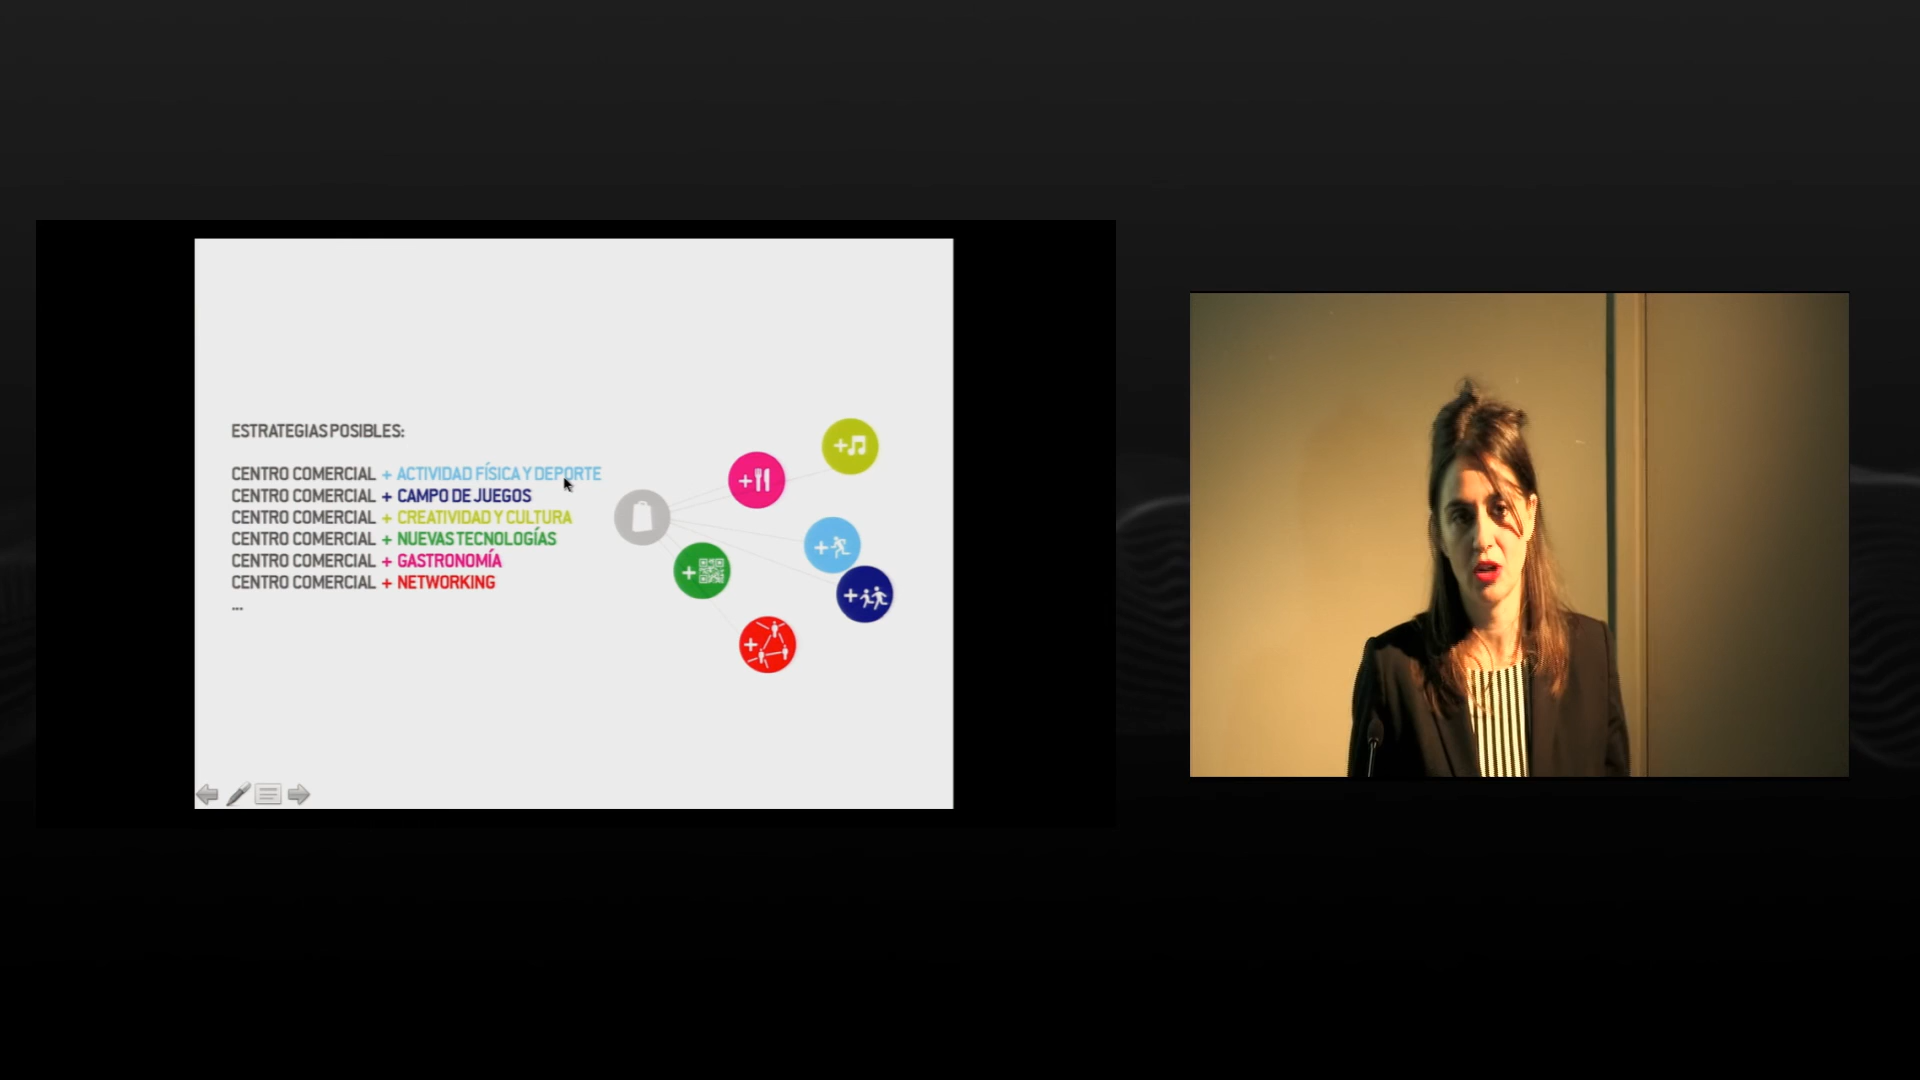 ESTRATEGIAS POSIBLES:
CENTRO COMERCIAL + ACTIVIDAD FÍSICA Y DEPORTE
CENTRO COMERCIAL + CAMPO DE JUEGOS
CENTRO COMERCIAL + CREATIVIDAD Y CULTURA
CENTRO COMERCIAL + NUEVAS TECNOLOGÍAS
CENTRO COMERCIAL + GASTRONOMÍA
CENTRO COMERCIAL + NETWORKING
...